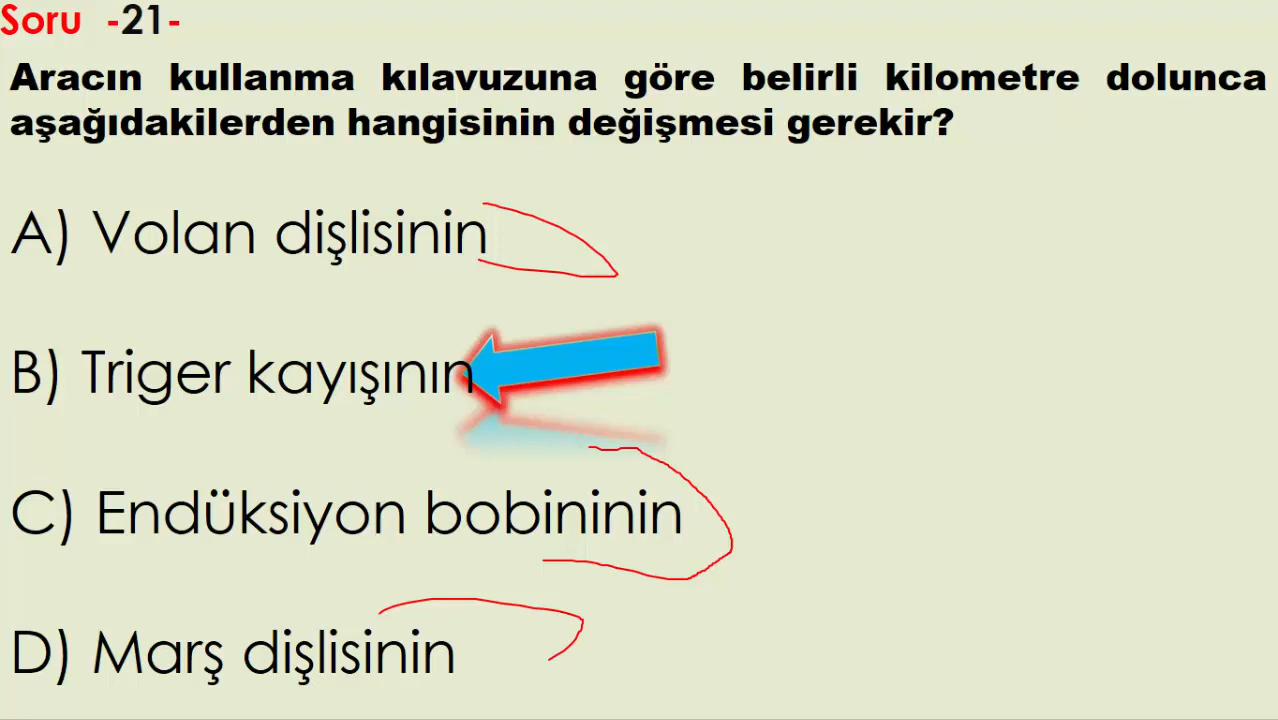 Soru -21-
Aracın kullanma kılavuzuna göre belirli kilometre dolunca
aşağıdakilerden hangisinin değişmesi gerekir?
A) Volan dişlisinin
B) Triger kayışının
C) Endüksiyon bobininin
D) Marş dişlisinin